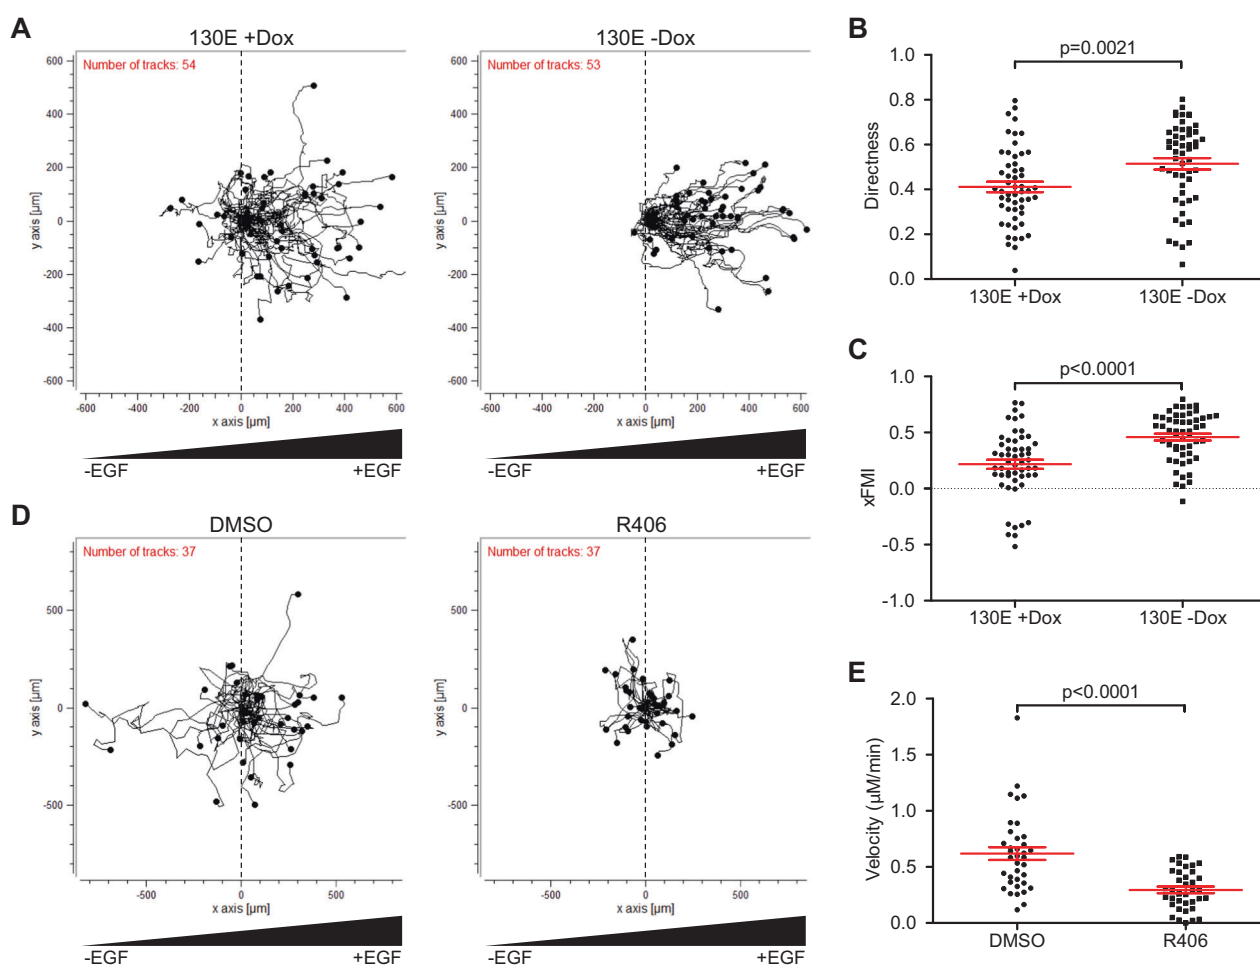 A
130E +Dox
Number of tracks: 54
600
400
200
0
-200
-400
-600
y axis [µm]
-600 -400 -200 0 200 400 600
x axis [µm]
-EGF +EGF
130E -Dox
Number of tracks: 53
600
400
200
0
-200
-400
-600
y axis [µm]
-600 -400 -200 0 200 400 600
x axis [µm]
-EGF +EGF
B
p=0.0021
1.0
0.8
0.6
0.4
0.2
0.0
Directness
130E +Dox 130E -Dox
C
p<0.0001
1.0
0.5
0.0
-0.5
-1.0
xFMI
130E +Dox 130E -Dox
D
DMSO
Number of tracks: 37
500
0
-500
y axis [µm]
-500 0 500
x axis [µm]
-EGF +EGF
R406
Number of tracks: 37
500
0
-500
y axis [µm]
-500 0 500
x axis [µm]
-EGF +EGF
E
p<0.0001
2.0
1.5
1.0
0.5
0.0
Velocity (µM/min)
DMSO R406